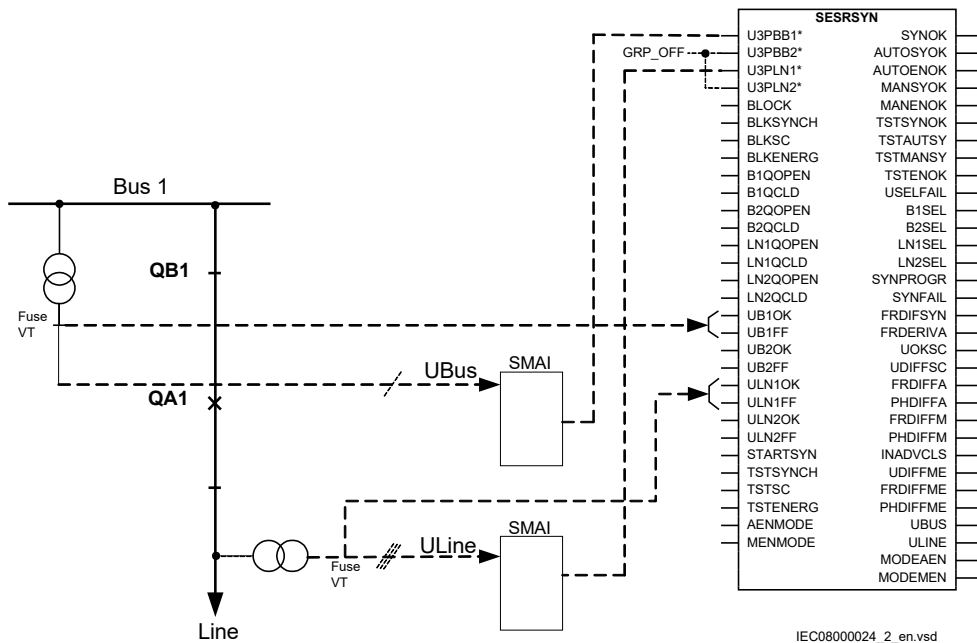 SESRSYN
U3PBB1* SYNOK
GRP_OFF U3PBB2* AUTOSYOK
U3PLN1* AUTOENOK
U3PLN2* MANSYOK
BLOCK MANENOK
BLKSYNCH TSTSYNOK
BLKSC TSTAUTSY
BLKENERG TSTMANSY
B1QOPEN TSTENOK
B1QCLD USELFAIL
B2QOPEN B1SEL
B2QCLD B2SEL
LN1QOPEN LN1SEL
LN1QCLD LN2SEL
LN2QOPEN SYNPROGR
LN2QCLD SYNFAIL
UB1OK FRDIFSYN
UB1FF FRDERIVA
UB2OK UOKSC
UB2FF UDIFFSC
ULN1OK FRDIFFA
ULN1FF PHDIFFA
ULN2OK FRDIFFM
ULN2FF PHDIFFM
STARTSYN INADVCLS
TSTSYNCH UDIFFME
TSTSC FRDIFFME
TSTENERG PHDIFFME
AENMODE UBUS
MENMODE ULINE
MODEAEN
MODEMEN
Bus 1
QB1
Fuse
VT
UBus
SMAI
QA1
SMAI
ULine
Fuse
VT
Line
IEC08000024_2_en.vsd